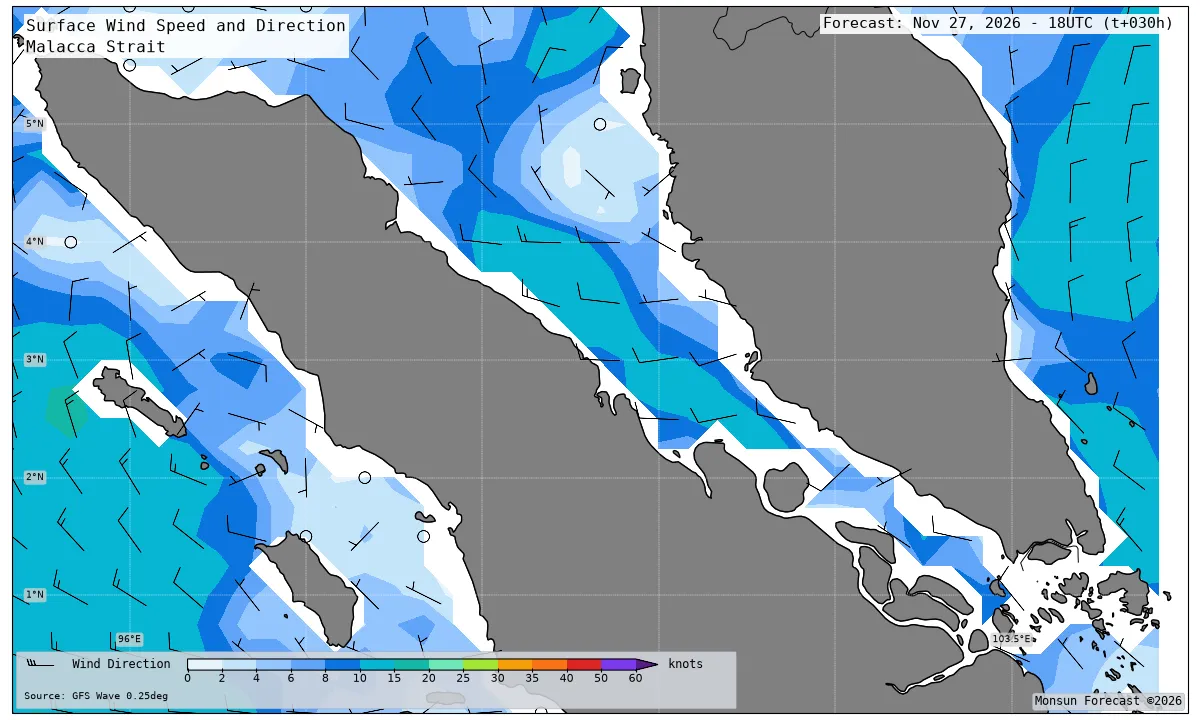 Surface Wind Speed and Direction
Malacca Strait
Forecast: Nov 27, 2026 - 18UTC (t+030h)
5°N
4°N
3°N
2°N
1°N
96°E
103.5°E
Wind Direction
knots
0 2 4 6 8 10 15 20 25 30 35 40 50 60
Source: GFS Wave 0.25deg
Monsun Forecast ©2026